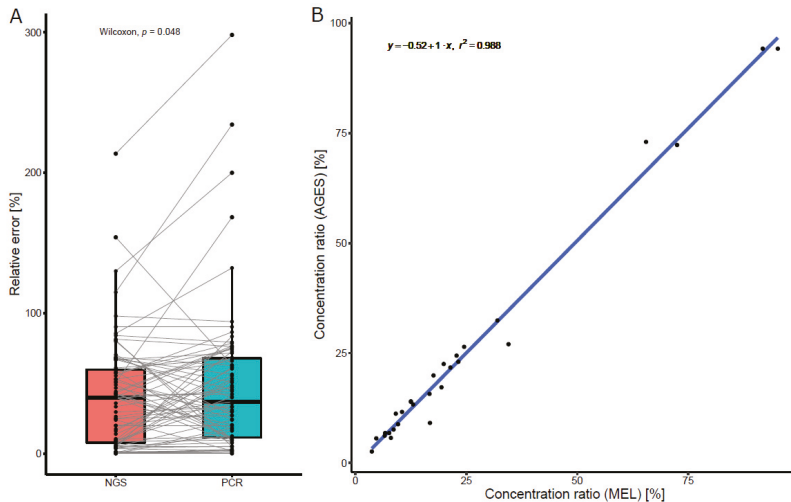 A
Wilcoxon, p = 0.048
Relative error [%]
300
200
100
0
NGS
PCR
B
y = −0.52+1 · x, r² = 0.988
Concentration ratio (AGES) [%]
100
75
50
25
0
0
25
50
75
Concentration ratio (MEL) [%]